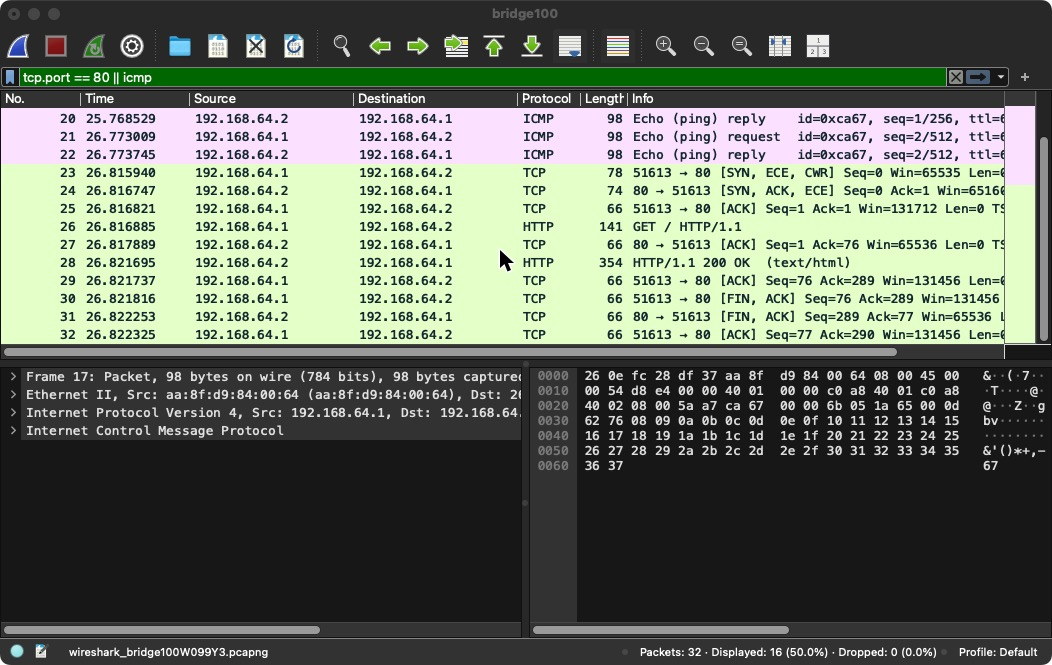 bridge100
tcp.port == 80 || icmp
No. Time Source Destination Protocol Length Info
20 25.768529 192.168.64.2 192.168.64.1 ICMP 98 Echo (ping) reply id=0xca67, seq=1/256, ttl=6
21 26.773009 192.168.64.1 192.168.64.2 ICMP 98 Echo (ping) request id=0xca67, seq=2/512, ttl=6
22 26.773745 192.168.64.2 192.168.64.1 ICMP 98 Echo (ping) reply id=0xca67, seq=2/512, ttl=6
23 26.815940 192.168.64.1 192.168.64.2 TCP 78 51613 → 80 [SYN, ECE, CWR] Seq=0 Win=65535 Len=0
24 26.816747 192.168.64.2 192.168.64.1 TCP 74 80 → 51613 [SYN, ACK, ECE] Seq=0 Ack=1 Win=65160
25 26.816821 192.168.64.1 192.168.64.2 TCP 66 51613 → 80 [ACK] Seq=1 Ack=1 Win=131712 Len=0 TS
26 26.816885 192.168.64.1 192.168.64.2 HTTP 141 GET / HTTP/1.1
27 26.817889 192.168.64.2 192.168.64.1 TCP 66 80 → 51613 [ACK] Seq=1 Ack=76 Win=65536 Len=0 TS
28 26.821695 192.168.64.2 192.168.64.1 HTTP 354 HTTP/1.1 200 OK (text/html)
29 26.821737 192.168.64.1 192.168.64.2 TCP 66 51613 → 80 [ACK] Seq=76 Ack=289 Win=131456 Len=0
30 26.821816 192.168.64.1 192.168.64.2 TCP 66 51613 → 80 [FIN, ACK] Seq=76 Ack=289 Win=131456
31 26.822253 192.168.64.2 192.168.64.1 TCP 66 80 → 51613 [FIN, ACK] Seq=289 Ack=77 Win=65536 L
32 26.822325 192.168.64.1 192.168.64.2 TCP 66 51613 → 80 [ACK] Seq=77 Ack=290 Win=131456 Len=0
Frame 17: Packet, 98 bytes on wire (784 bits), 98 bytes captured
Ethernet II, Src: aa:8f:d9:84:00:64 (aa:8f:d9:84:00:64), Dst: 26
Internet Protocol Version 4, Src: 192.168.64.1, Dst: 192.168.64.
Internet Control Message Protocol
0000 26 0e fc 28 df 37 aa 8f d9 84 00 64 08 00 45 00 &··(·7··
0010 00 54 d8 e4 00 00 40 01 00 00 c0 a8 40 01 c0 a8 ·T····@·
0020 40 02 08 00 5a a7 ca 67 00 00 6b 05 1a 65 00 0d @···Z··g
0030 62 76 08 09 0a 0b 0c 0d 0e 0f 10 11 12 13 14 15 bv······
0040 16 17 18 19 1a 1b 1c 1d 1e 1f 20 21 22 23 24 25 ········
0050 26 27 28 29 2a 2b 2c 2d 2e 2f 30 31 32 33 34 35 &'()*+,-
0060 36 37 67
wireshark_bridge100W099Y3.pcapng
Packets: 32 · Displayed: 16 (50.0%) · Dropped: 0 (0.0%)
Profile: Default